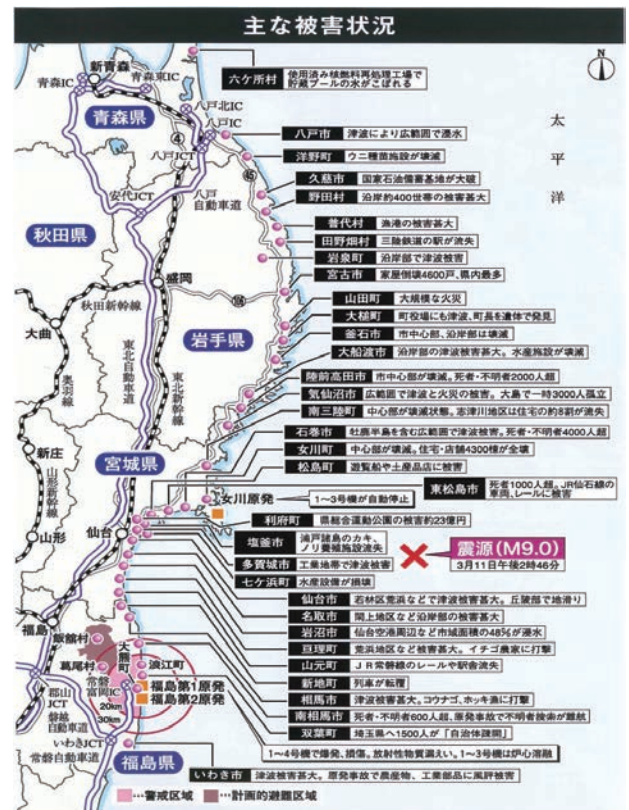 主な被害状況
N
太平洋
六ケ所村 使用済み核燃料再処理工場で
貯蔵プールの水がこぼれる
新青森
青森IC
青森東IC
八戸北IC
八戸IC
青森県
4
八戸JCT
45
八戸市 津波により広範囲で浸水
洋野町 ウニ種苗施設が壊滅
久慈市 国家石油備蓄基地が大破
野田村 沿岸約400世帯の被害甚大
安代JCT
八戸
自動車道
普代村 漁港の被害甚大
田野畑村 三陸鉄道の駅が流失
岩泉町 沿岸部で津波被害
宮古市 家屋倒壊4600戸、県内最多
秋田県
盛岡
秋田新幹線
106
山田町 大規模な火災
大槌町 町役場にも津波、町長を遺体で発見
釜石市 市中心部、沿岸部は壊滅
大船渡市 沿岸部の津波被害甚大。水産施設が壊滅
大曲
岩手県
東北自動車道
東北新幹線
奥羽線
陸前高田市 市中心部が壊滅。死者・不明者2000人超
気仙沼市 広範囲で津波と火災の被害。大島で一時3000人孤立
南三陸町 中心部が壊滅状態。志津川地区は住宅の約8割が流失
石巻市 牡鹿半島を含む広範囲で津波被害。死者・不明者4000人超
女川町 中心部が壊滅。住宅・店舗4300棟が全壊
松島町 遊覧船や土産品店に被害
新庄
山形新幹線
宮城県
東松島市 死者1000人超。JR仙石線の
車両、レールに被害
女川原発
1〜3号機が自動停止
利府町 県総合運動公園の被害約23億円
塩釜市 浦戸諸島のカキ、
ノリ養殖施設流失
多賀城市 工業地帯で津波被害
七ケ浜町 水産設備が損壊
震源(M9.0)
3月11日午後2時46分
仙台
山形
仙台市 若林区荒浜などで津波被害甚大。丘陵部で地滑り
名取市 閖上地区など沿岸部の被害甚大
岩沼市 仙台空港周辺など市域面積の48%が浸水
亘理町 荒浜地区など被害甚大。イチゴ農家に打撃
山元町 JR常磐線のレールや駅舎流失
新地町 列車が転覆
相馬市 津波被害甚大。コウナゴ、ホッキ漁に打撃
南相馬市 死者・不明者600人超、原発事故で不明者捜索が難航
双葉町 埼玉県へ1500人が「自治体疎開」
福島
飯舘村
葛尾村
大熊町
浪江町
常磐
富岡IC
福島第1原発
福島第2原発
20km
30km
郡山
JCT
磐越
自動車道
いわきJCT
常磐自動車道
1〜4号機で爆発、損傷。放射性物質漏えい。1〜3号機は炉心溶融
福島県
いわき市 津波被害甚大。原発事故で農産物、工業部品に風評被害
…警戒区域
…計画的避難区域